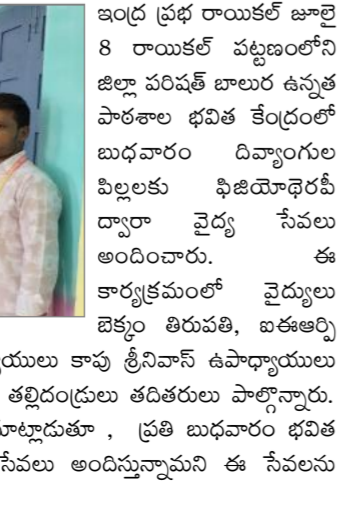 ఇంద్ర ప్రభ రాయికల్ జూలై
8 రాయికల్ పట్టణంలోని
జిల్లా పరిషత్ బాలుర ఉన్నత
పాఠశాల భవిత కేంద్రంలో
బుధవారం దివ్యాంగుల
పిల్లలకు ఫిజియోథెరపీ
ద్వారా వైద్య సేవలు
అందించారు. ఈ
కార్యక్రమంలో వైద్యులు
బెక్కం తిరుపతి, ఐఈఆర్పి
కాపు శ్రీనివాస్ ఉపాధ్యాయులు
తల్లిదండ్రులు తదితరులు పాల్గొన్నారు.
, ప్రతి బుధవారం భవిత
సేవలు అందిస్తున్నామని ఈ సేవలను